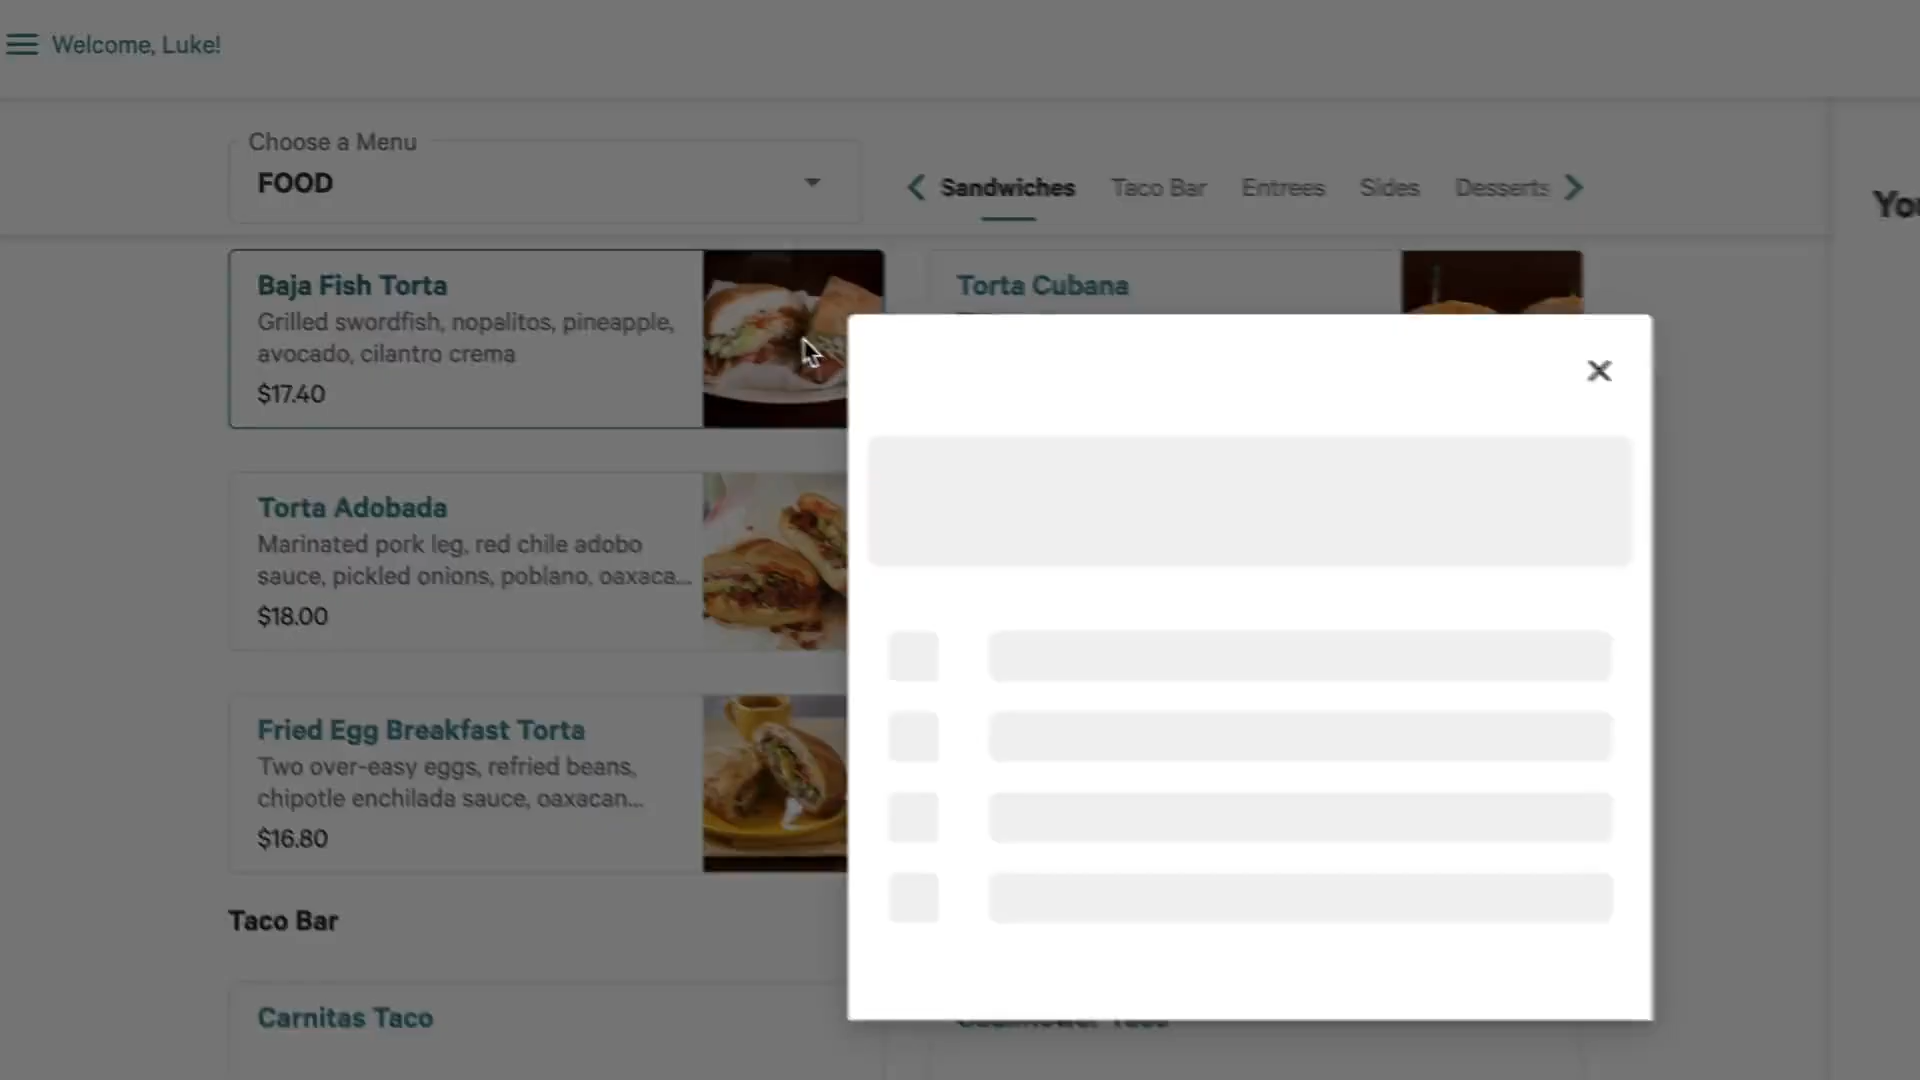 Welcome, Luke!
Choose a Menu
FOOD
Sandwiches Taco Bar Entrees Sides Desserts
Baja Fish Torta
Grilled swordfish, nopalitos, pineapple,
avocado, cilantro crema
$17.40
Torta Cubana
Torta Adobada
Marinated pork leg, red chile adobo
sauce, pickled onions, poblano, oaxaca...
$18.00
Fried Egg Breakfast Torta
Two over-easy eggs, refried beans,
chipotle enchilada sauce, oaxacan...
$16.80
Taco Bar
Carnitas Taco